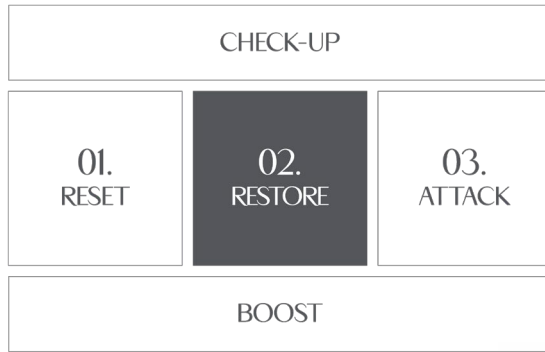 CHECK-UP
01.
RESET
02.
RESTORE
03.
ATTACK
BOOST